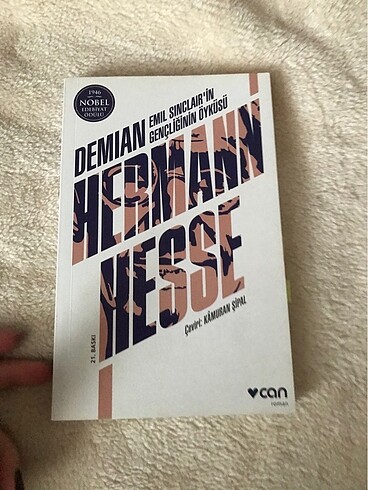 1946
NOBEL
EDEBİYAT
ÖDÜLÜ
DEMIAN
EMIL SINCLAIR'İN
GENÇLİĞİNİN ÖYKÜSÜ
HERMANN
HESSE
Çeviri: KÂMURAN ŞİPAL
21. BASKI
can
roman